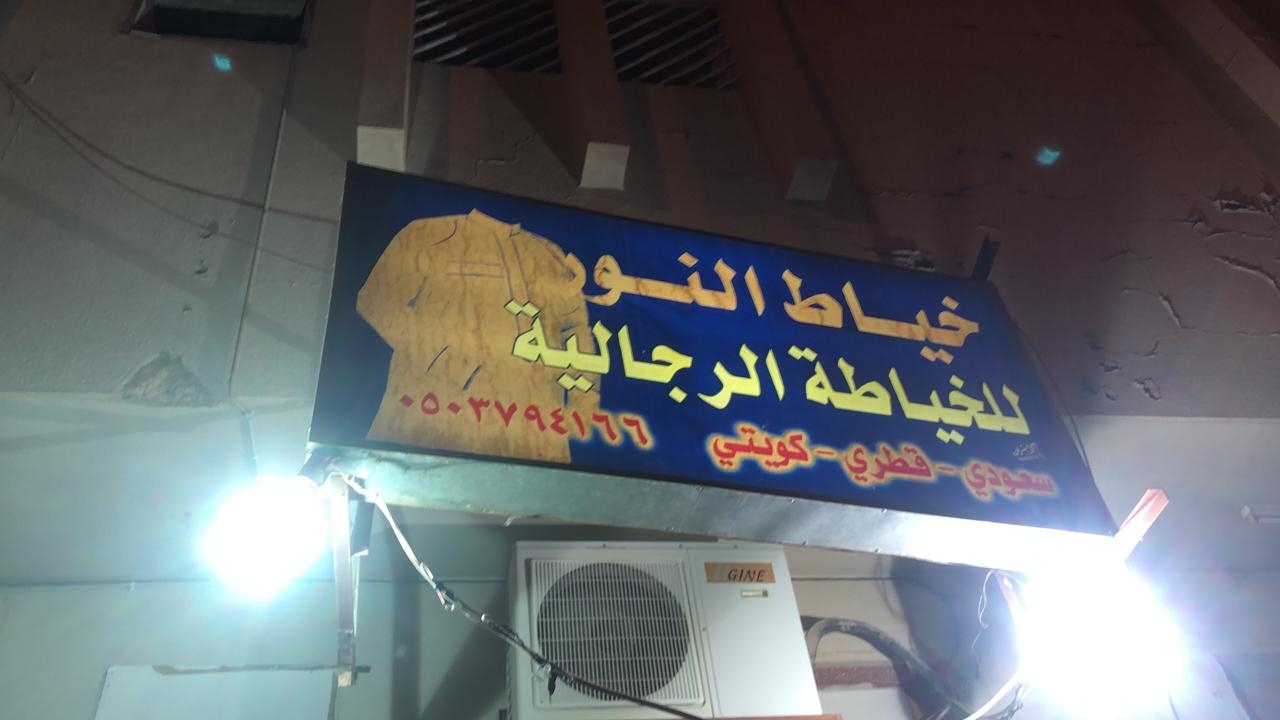 خياط النور
للخياطة الرجالية
سعودي - قطري - كويتي
٠٥٠٣٧٩٤١٦٦
GINE